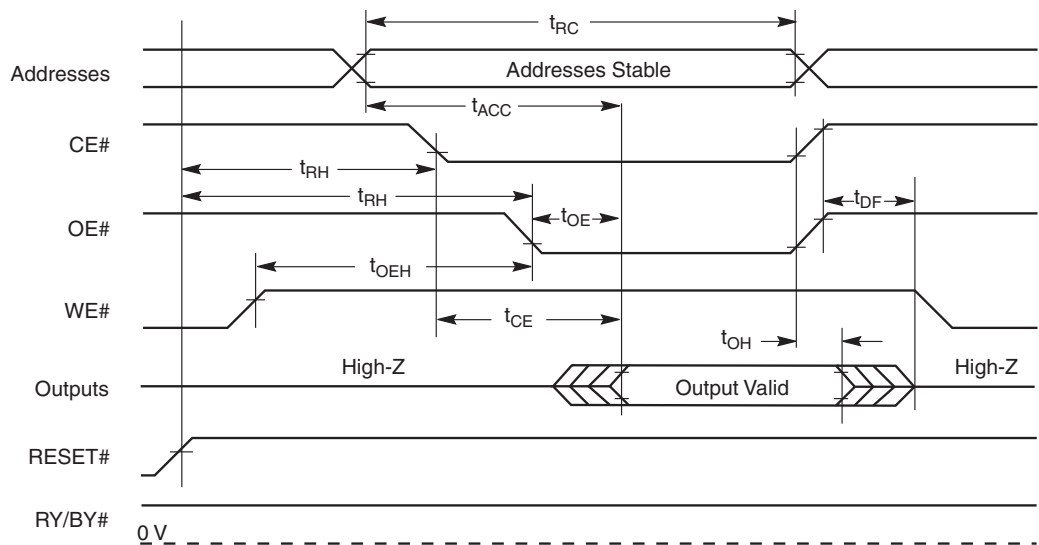 tRC
Addresses
Addresses Stable
tACC
CE#
tRH
tRH
OE#
tOE
tDF
tOEH
WE#
tCE
tOH
High-Z
High-Z
Outputs
Output Valid
RESET#
RY/BY#
0 V